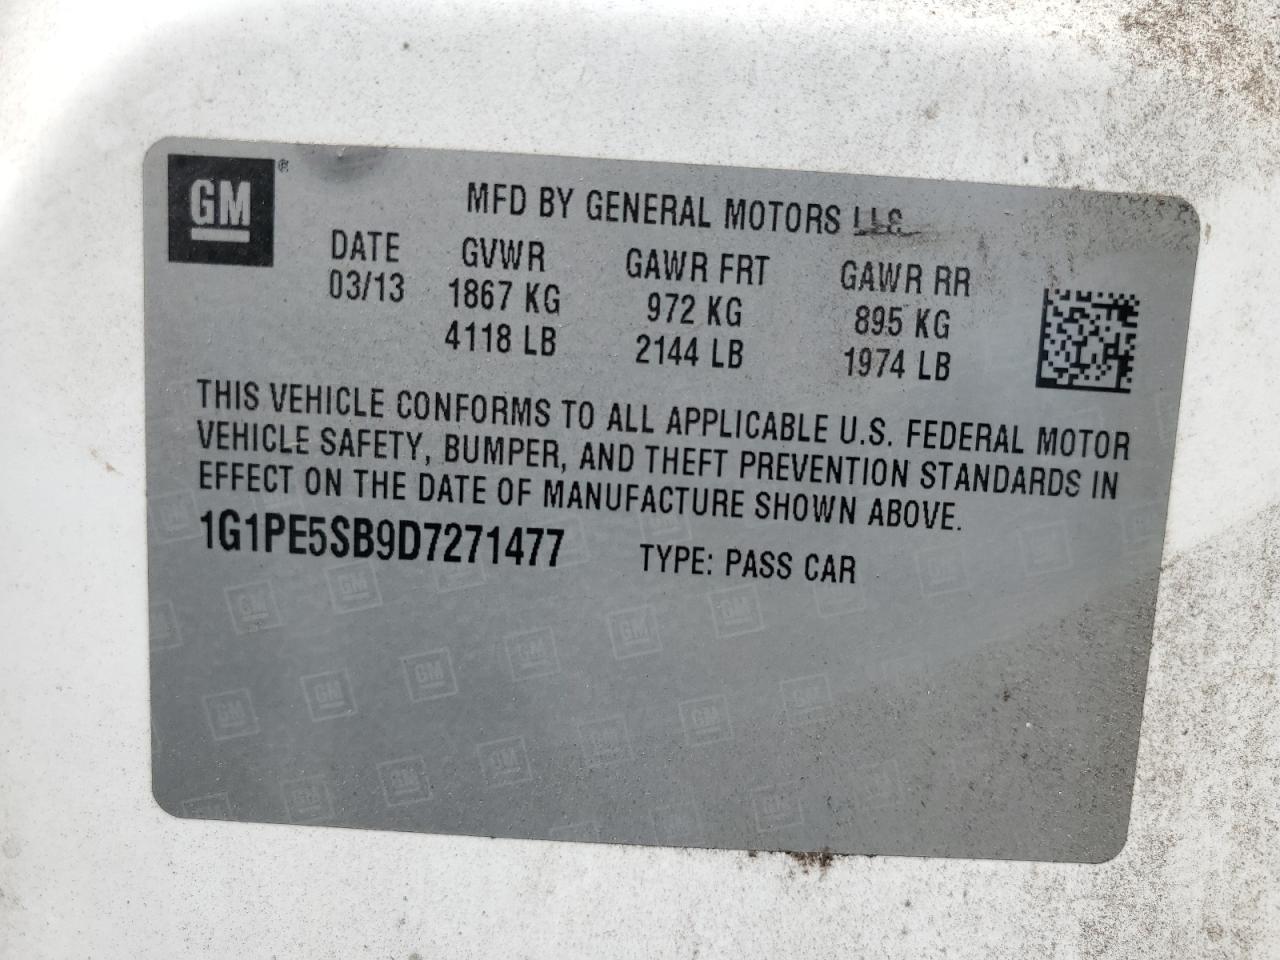 GM ®
MFD BY GENERAL MOTORS LLC
DATE GVWR GAWR FRT GAWR RR
03/13 1867 KG 972 KG 895 KG
4118 LB 2144 LB 1974 LB
THIS VEHICLE CONFORMS TO ALL APPLICABLE U.S. FEDERAL MOTOR
VEHICLE SAFETY, BUMPER, AND THEFT PREVENTION STANDARDS IN
EFFECT ON THE DATE OF MANUFACTURE SHOWN ABOVE.
1G1PE5SB9D7271477 TYPE: PASS CAR